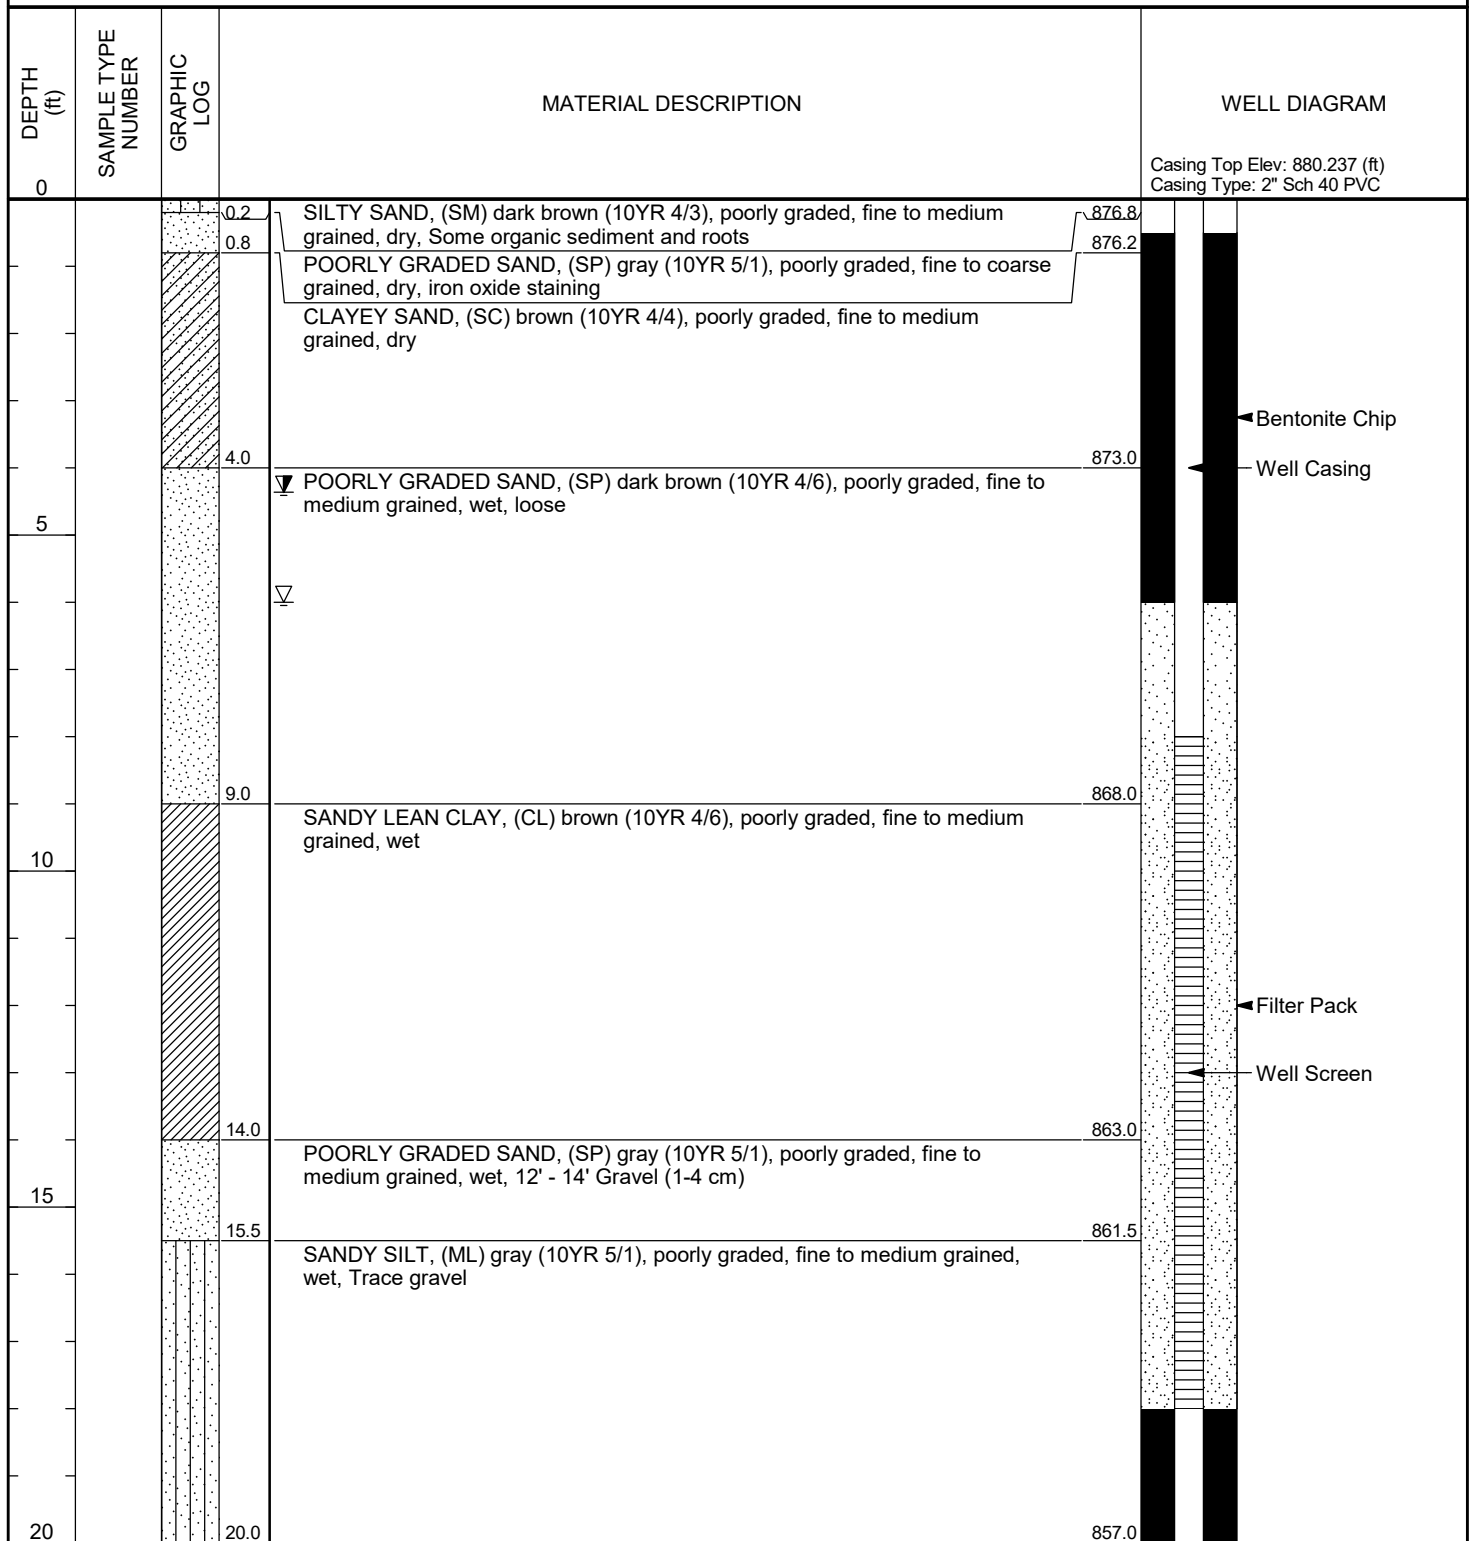 DEPTH
(ft)
SAMPLE TYPE
NUMBER
GRAPHIC
LOG
MATERIAL DESCRIPTION
WELL DIAGRAM
Casing Top Elev: 880.237 (ft)
Casing Type: 2" Sch 40 PVC
0
0.2
SILTY SAND, (SM) dark brown (10YR 4/3), poorly graded, fine to medium
grained, dry, Some organic sediment and roots
876.8
0.8
876.2
POORLY GRADED SAND, (SP) gray (10YR 5/1), poorly graded, fine to coarse
grained, dry, iron oxide staining
CLAYEY SAND, (SC) brown (10YR 4/4), poorly graded, fine to medium
grained, dry
Bentonite Chip
4.0
873.0
Well Casing
POORLY GRADED SAND, (SP) dark brown (10YR 4/6), poorly graded, fine to
medium grained, wet, loose
5
9.0
868.0
SANDY LEAN CLAY, (CL) brown (10YR 4/6), poorly graded, fine to medium
grained, wet
10
Filter Pack
Well Screen
14.0
863.0
POORLY GRADED SAND, (SP) gray (10YR 5/1), poorly graded, fine to
medium grained, wet, 12' - 14' Gravel (1-4 cm)
15
15.5
861.5
SANDY SILT, (ML) gray (10YR 5/1), poorly graded, fine to medium grained,
wet, Trace gravel
20
20.0
857.0